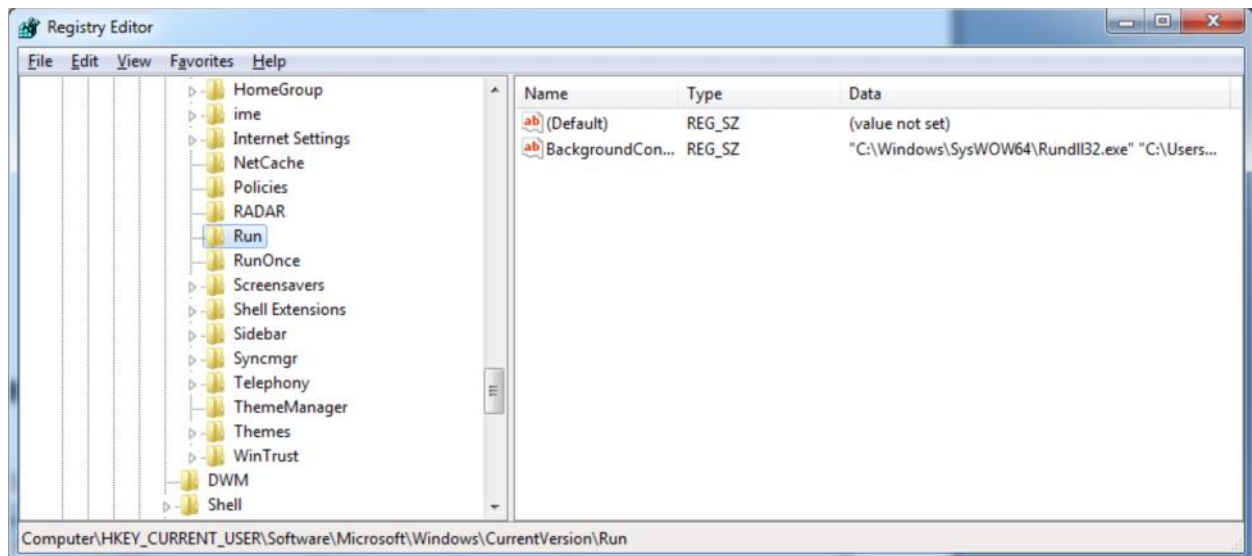 Registry Editor
File Edit View Favorites Help
HomeGroup
ime
Internet Settings
NetCache
Policies
RADAR
Run
RunOnce
Screensavers
Shell Extensions
Sidebar
Syncmgr
Telephony
ThemeManager
Themes
WinTrust
DWM
Shell
Name Type Data
ab (Default) REG_SZ (value not set)
ab BackgroundCon... REG_SZ "C:\Windows\SysWOW64\Rundll32.exe" "C:\Users...
Computer\HKEY_CURRENT_USER\Software\Microsoft\Windows\CurrentVersion\Run